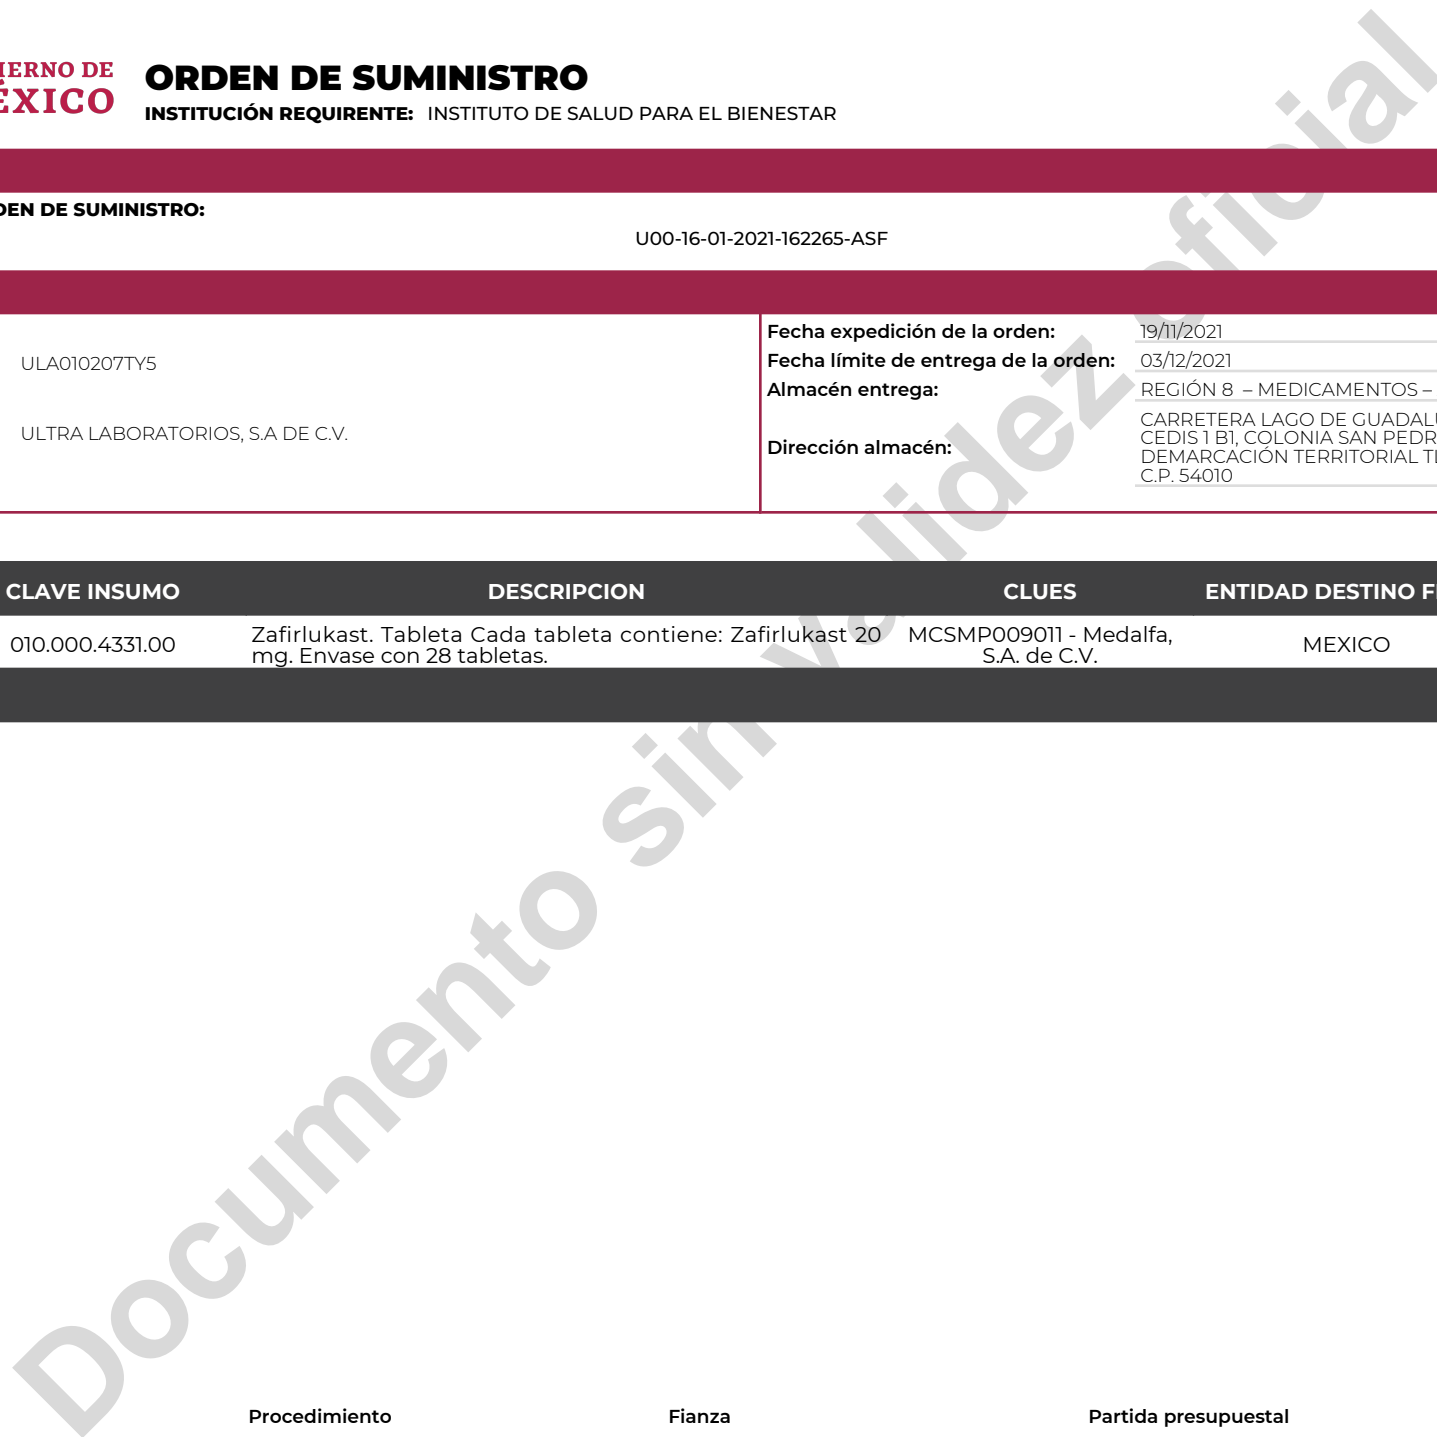 IERNO DE
ÉXICO
ORDEN DE SUMINISTRO
INSTITUCIÓN REQUIRENTE: INSTITUTO DE SALUD PARA EL BIENESTAR
DEN DE SUMINISTRO:
U00-16-01-2021-162265-ASF
ULA010207TY5
ULTRA LABORATORIOS, S.A DE C.V.
Fecha expedición de la orden: 19/11/2021
Fecha límite de entrega de la orden: 03/12/2021
Almacén entrega: REGIÓN 8 – MEDICAMENTOS –
Dirección almacén:
CARRETERA LAGO DE GUADALU
CEDIS 1 B1, COLONIA SAN PEDR
DEMARCACIÓN TERRITORIAL TL
C.P. 54010
CLAVE INSUMO DESCRIPCION CLUES ENTIDAD DESTINO F
010.000.4331.00
Zafirlukast. Tableta Cada tableta contiene: Zafirlukast 20
mg. Envase con 28 tabletas.
MCSMP009011 - Medalfa,
S.A. de C.V.
MEXICO
Documento sin validez oficial
Procedimiento Fianza Partida presupuestal